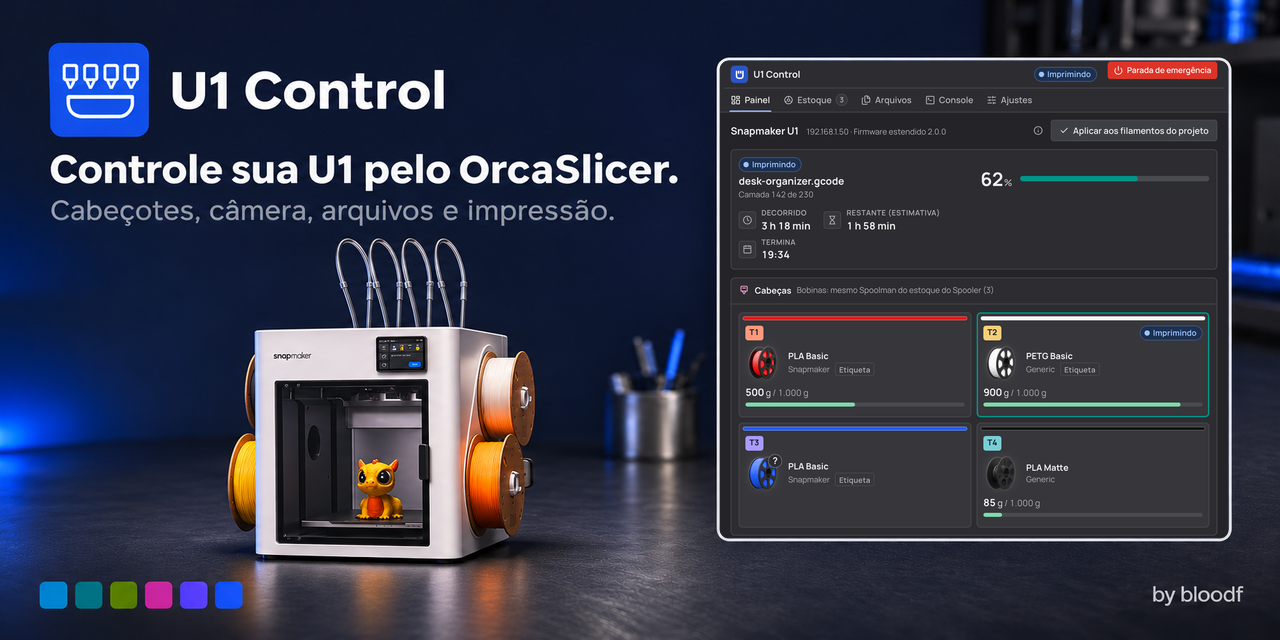 U1 Control
Controle sua U1 pelo OrcaSlicer.
Cabeçotes, câmera, arquivos e impressão.
snapmaker
U1 Control
Imprimindo
Parada de emergência
Painel
Estoque 3
Arquivos
Console
Ajustes
Snapmaker U1 192.168.1.50 · Firmware estendido 2.0.0
Aplicar aos filamentos do projeto
Imprimindo
desk-organizer.gcode
Camada 142 de 230
62%
DECORRIDO
3 h 18 min
RESTANTE (ESTIMATIVA)
1 h 58 min
TERMINA
19:34
Cabeças Bobinas: mesmo Spoolman do estoque do Spooler (3)
T1
PLA Basic
Snapmaker Etiqueta
500 g / 1.000 g
T2
Imprimindo
PETG Basic
Generic Etiqueta
900 g / 1.000 g
T3
?
PLA Basic
Snapmaker Etiqueta
T4
PLA Matte
Generic
85 g / 1.000 g
by bloodf